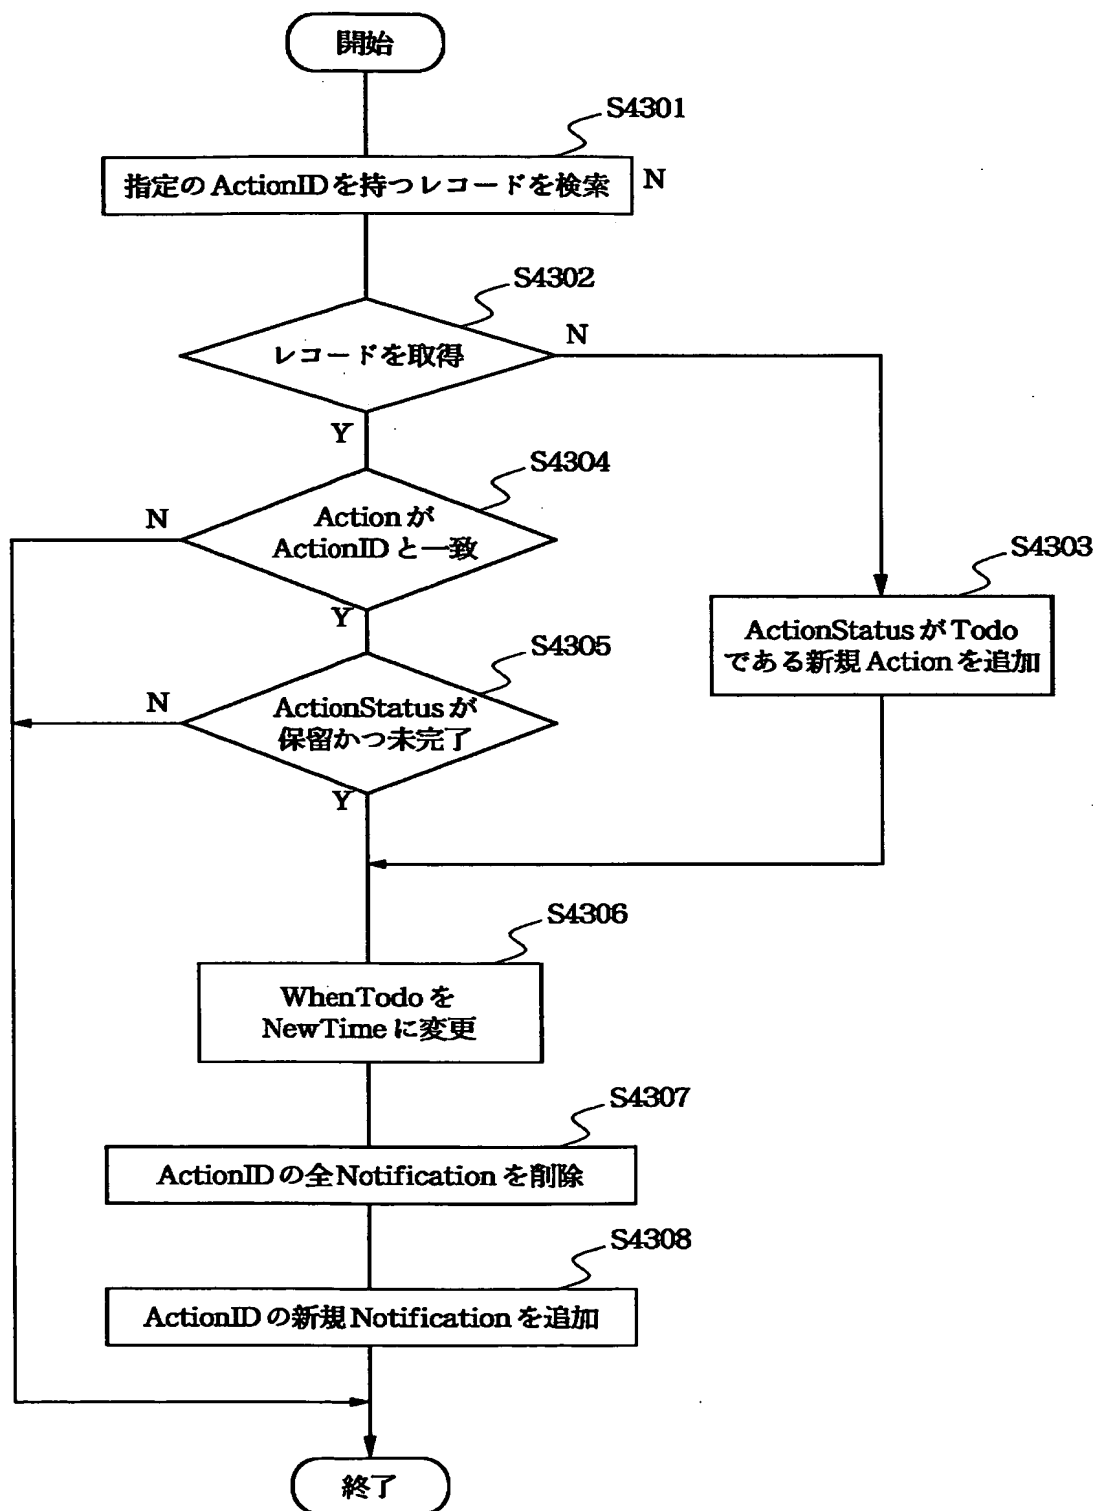 開始
S4301
指定のActionIDを持つレコードを検索
N
S4302
レコードを取得
N
Y
S4304
Actionが
ActionIDと一致
N
Y
S4303
ActionStatusがTodo
である新規Actionを追加
S4305
ActionStatusが
保留かつ未完了
N
Y
S4306
WhenTodoを
NewTimeに変更
S4307
ActionIDの全Notificationを削除
S4308
ActionIDの新規Notificationを追加
終了